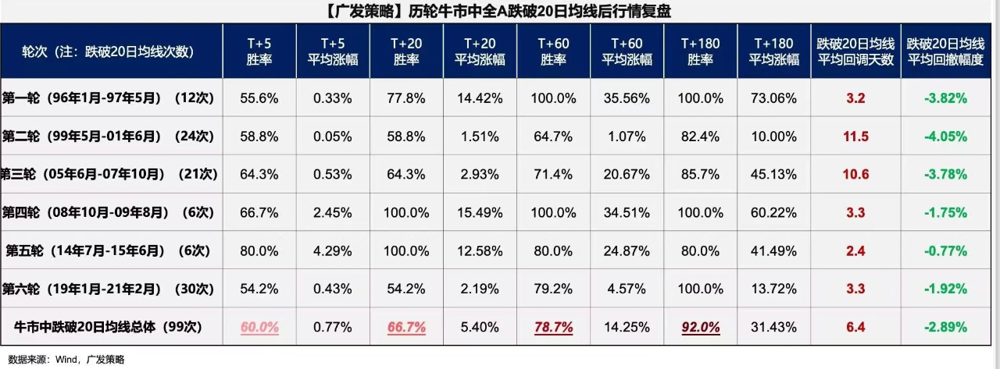 【广发策略】历轮牛市中全A跌破20日均线后行情复盘
轮次（注：跌破20日均线次数） T+5胜率 T+5平均涨幅 T+20胜率 T+20平均涨幅 T+60胜率 T+60平均涨幅 T+180胜率 T+180平均涨幅 跌破20日均线平均回调天数 跌破20日均线平均回撤幅度
第一轮（96年1月-97年5月）（12次） 55.6% 0.33% 77.8% 14.42% 100.0% 35.56% 100.0% 73.06% 3.2 -3.82%
第二轮（99年5月-01年6月）（24次） 58.8% 0.05% 58.8% 1.51% 64.7% 1.07% 82.4% 10.00% 11.5 -4.05%
第三轮（05年6月-07年10月）（21次） 64.3% 0.53% 64.3% 2.93% 71.4% 20.67% 85.7% 45.13% 10.6 -3.78%
第四轮（08年10月-09年8月）（6次） 66.7% 2.45% 100.0% 15.49% 100.0% 34.51% 100.0% 60.22% 3.3 -1.75%
第五轮（14年7月-15年6月）（6次） 80.0% 4.29% 100.0% 12.58% 80.0% 24.87% 80.0% 41.49% 2.4 -0.77%
第六轮（19年1月-21年2月）（30次） 54.2% 0.43% 54.2% 2.19% 79.2% 4.57% 100.0% 13.72% 3.3 -1.92%
牛市中跌破20日均线总体（99次） 60.0% 0.77% 66.7% 5.40% 78.7% 14.25% 92.0% 31.43% 6.4 -2.89%
数据来源：Wind，广发策略